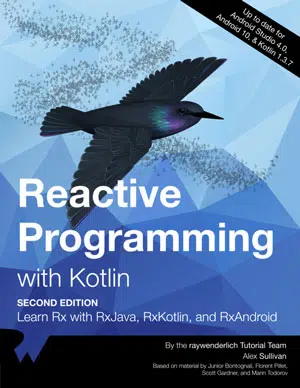 Up to date for
Android Studio 4.0,
Android 10, & Kotlin 1.3.7
Reactive
Programming
with Kotlin
SECOND EDITION
Learn Rx with RxJava, RxKotlin, and RxAndroid
By the raywenderlich Tutorial Team
Alex Sullivan
Based on material by Junior Bontognali, Florent Pillet,
Scott Gardner, and Marin Todorov